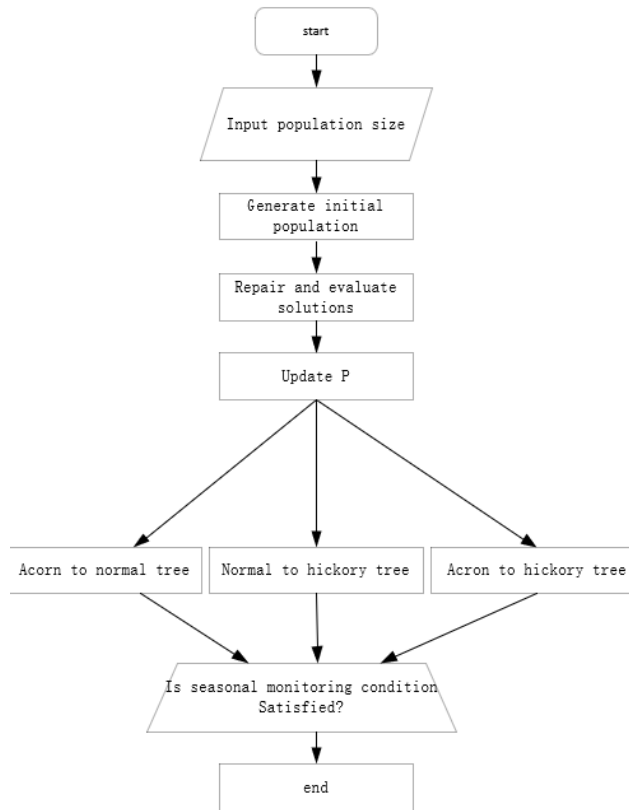 start
Input population size
Generate initial
population
Repair and evaluate
solutions
Update P
Acorn to normal tree
Normal to hickory tree
Acron to hickory tree
Is seasonal monitoring condition
Satisfied?
end